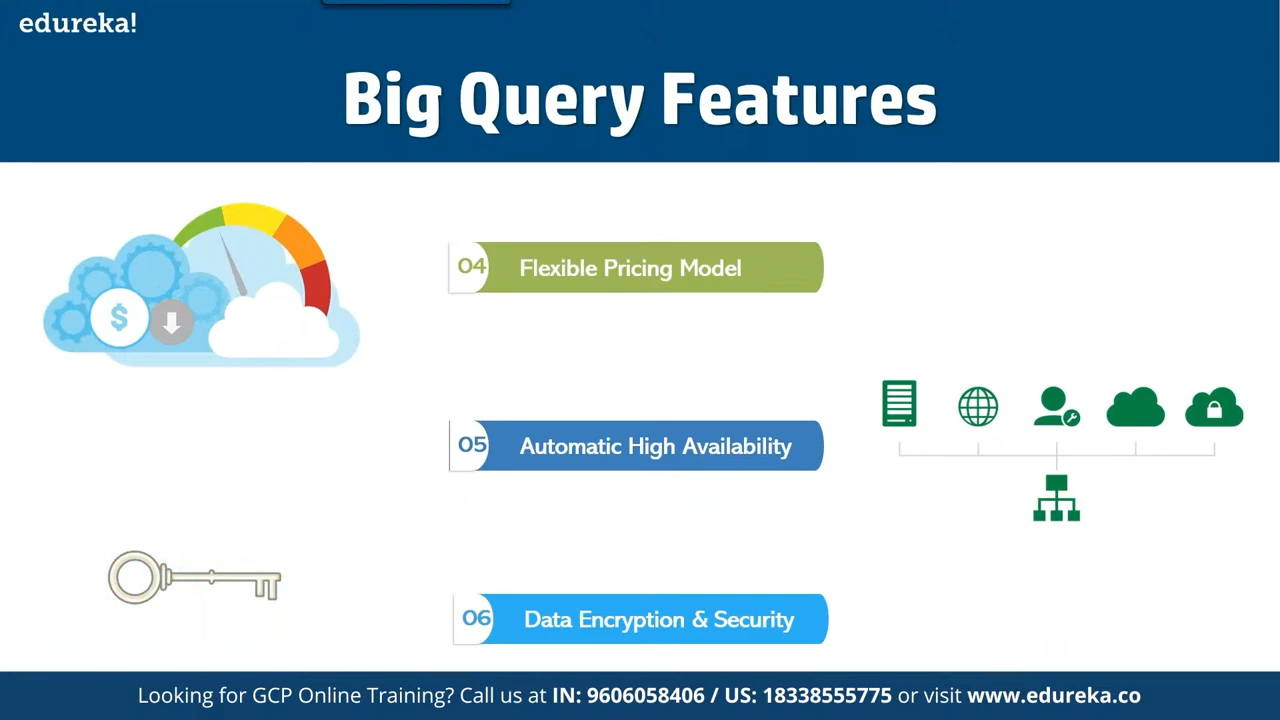 edureka!
Big Query Features
04 Flexible Pricing Model
$
05 Automatic High Availability
06 Data Encryption & Security
Looking for GCP Online Training? Call us at IN: 9606058406 / US: 18338555775 or visit www.edureka.co